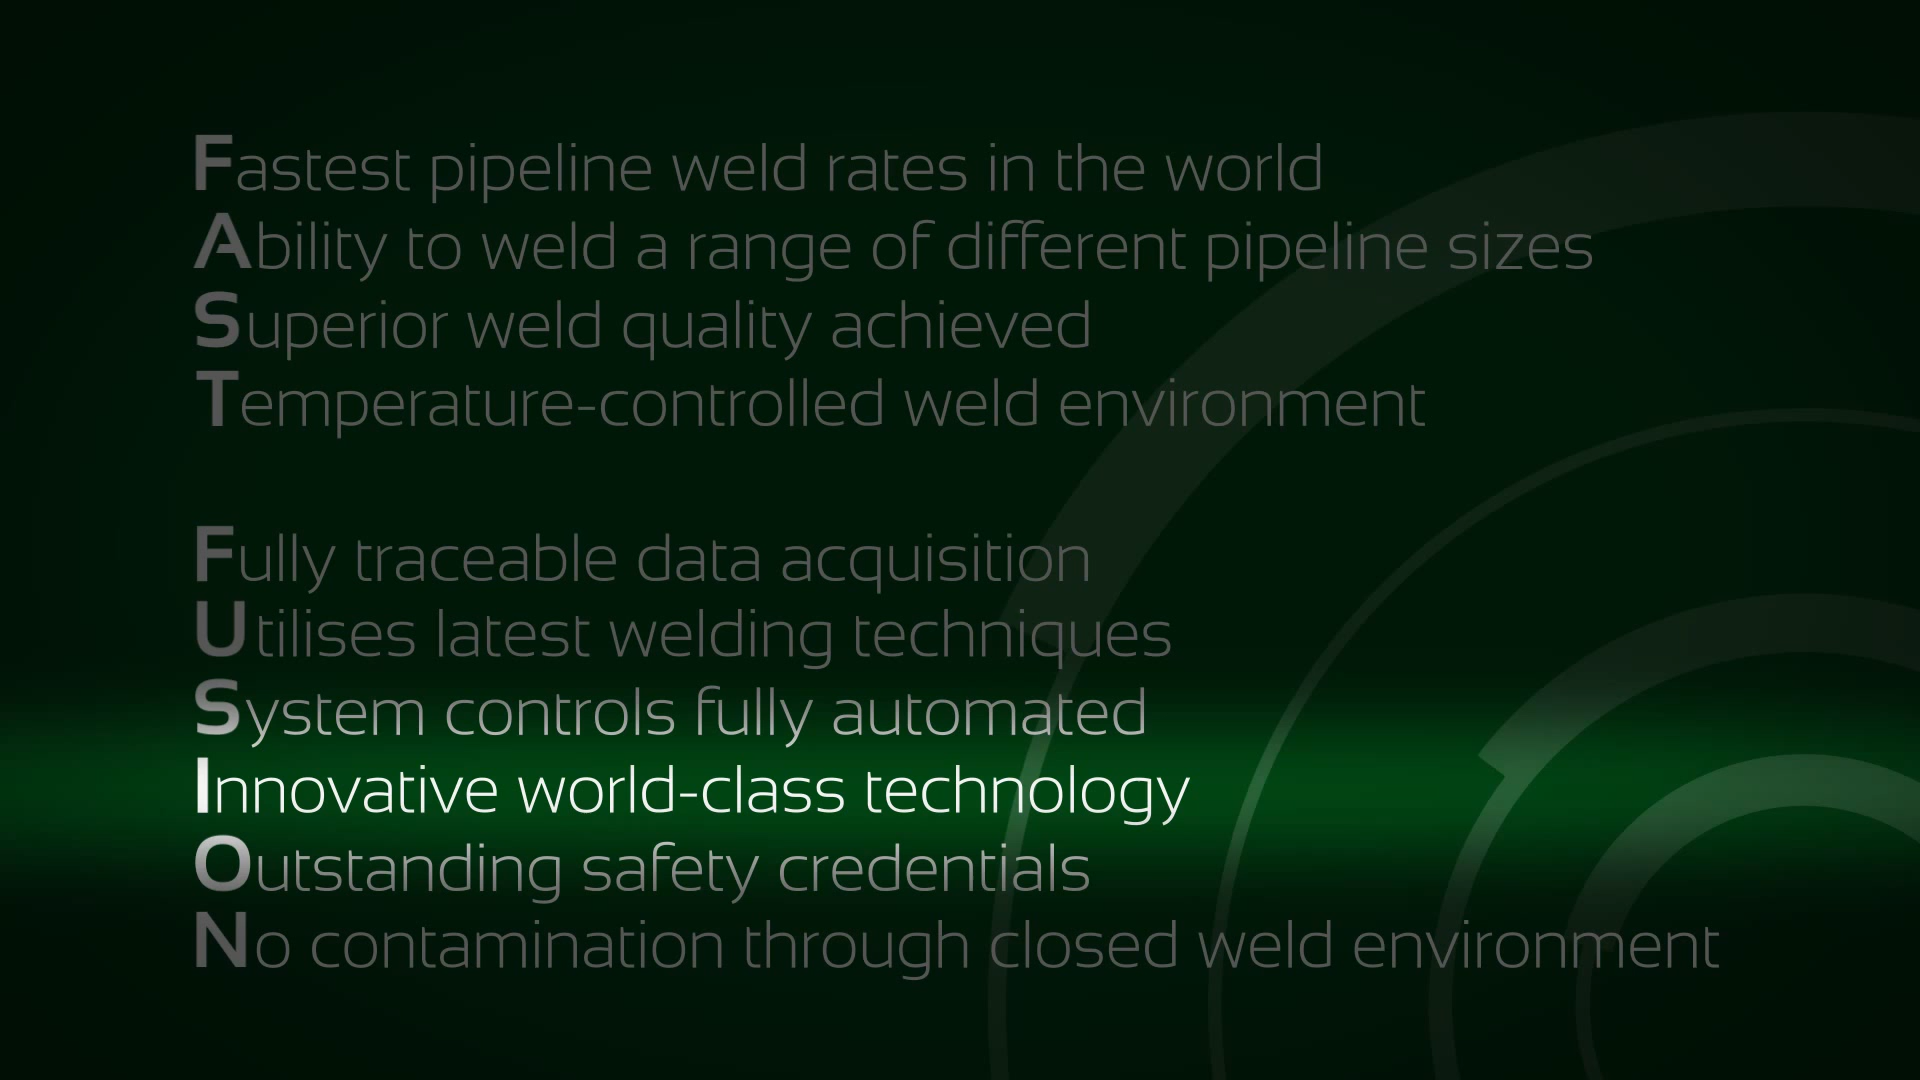 Fastest pipeline weld rates in the world
Ability to weld a range of different pipeline sizes
Superior weld quality achieved
Temperature-controlled weld environment
Fully traceable data acquisition
Utilises latest welding techniques
System controls fully automated
Innovative world-class technology
Outstanding safety credentials
No contamination through closed weld environment